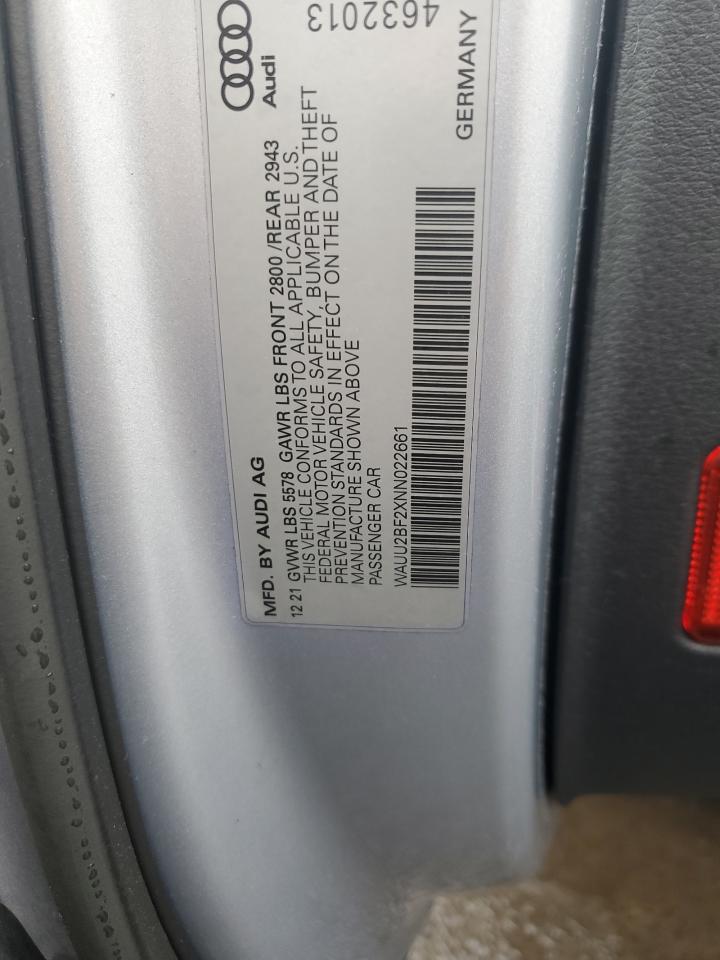 MFD. BY AUDI AG
Audi
12 21 GVWR LBS 5578 GAWR LBS FRONT 2800 /REAR 2943
THIS VEHICLE CONFORMS TO ALL APPLICABLE U.S.
FEDERAL MOTOR VEHICLE SAFETY, BUMPER AND THEFT
PREVENTION STANDARDS IN EFFECT ON THE DATE OF
MANUFACTURE SHOWN ABOVE
PASSENGER CAR
4632013
WAUU2BF2XNN022661
GERMANY